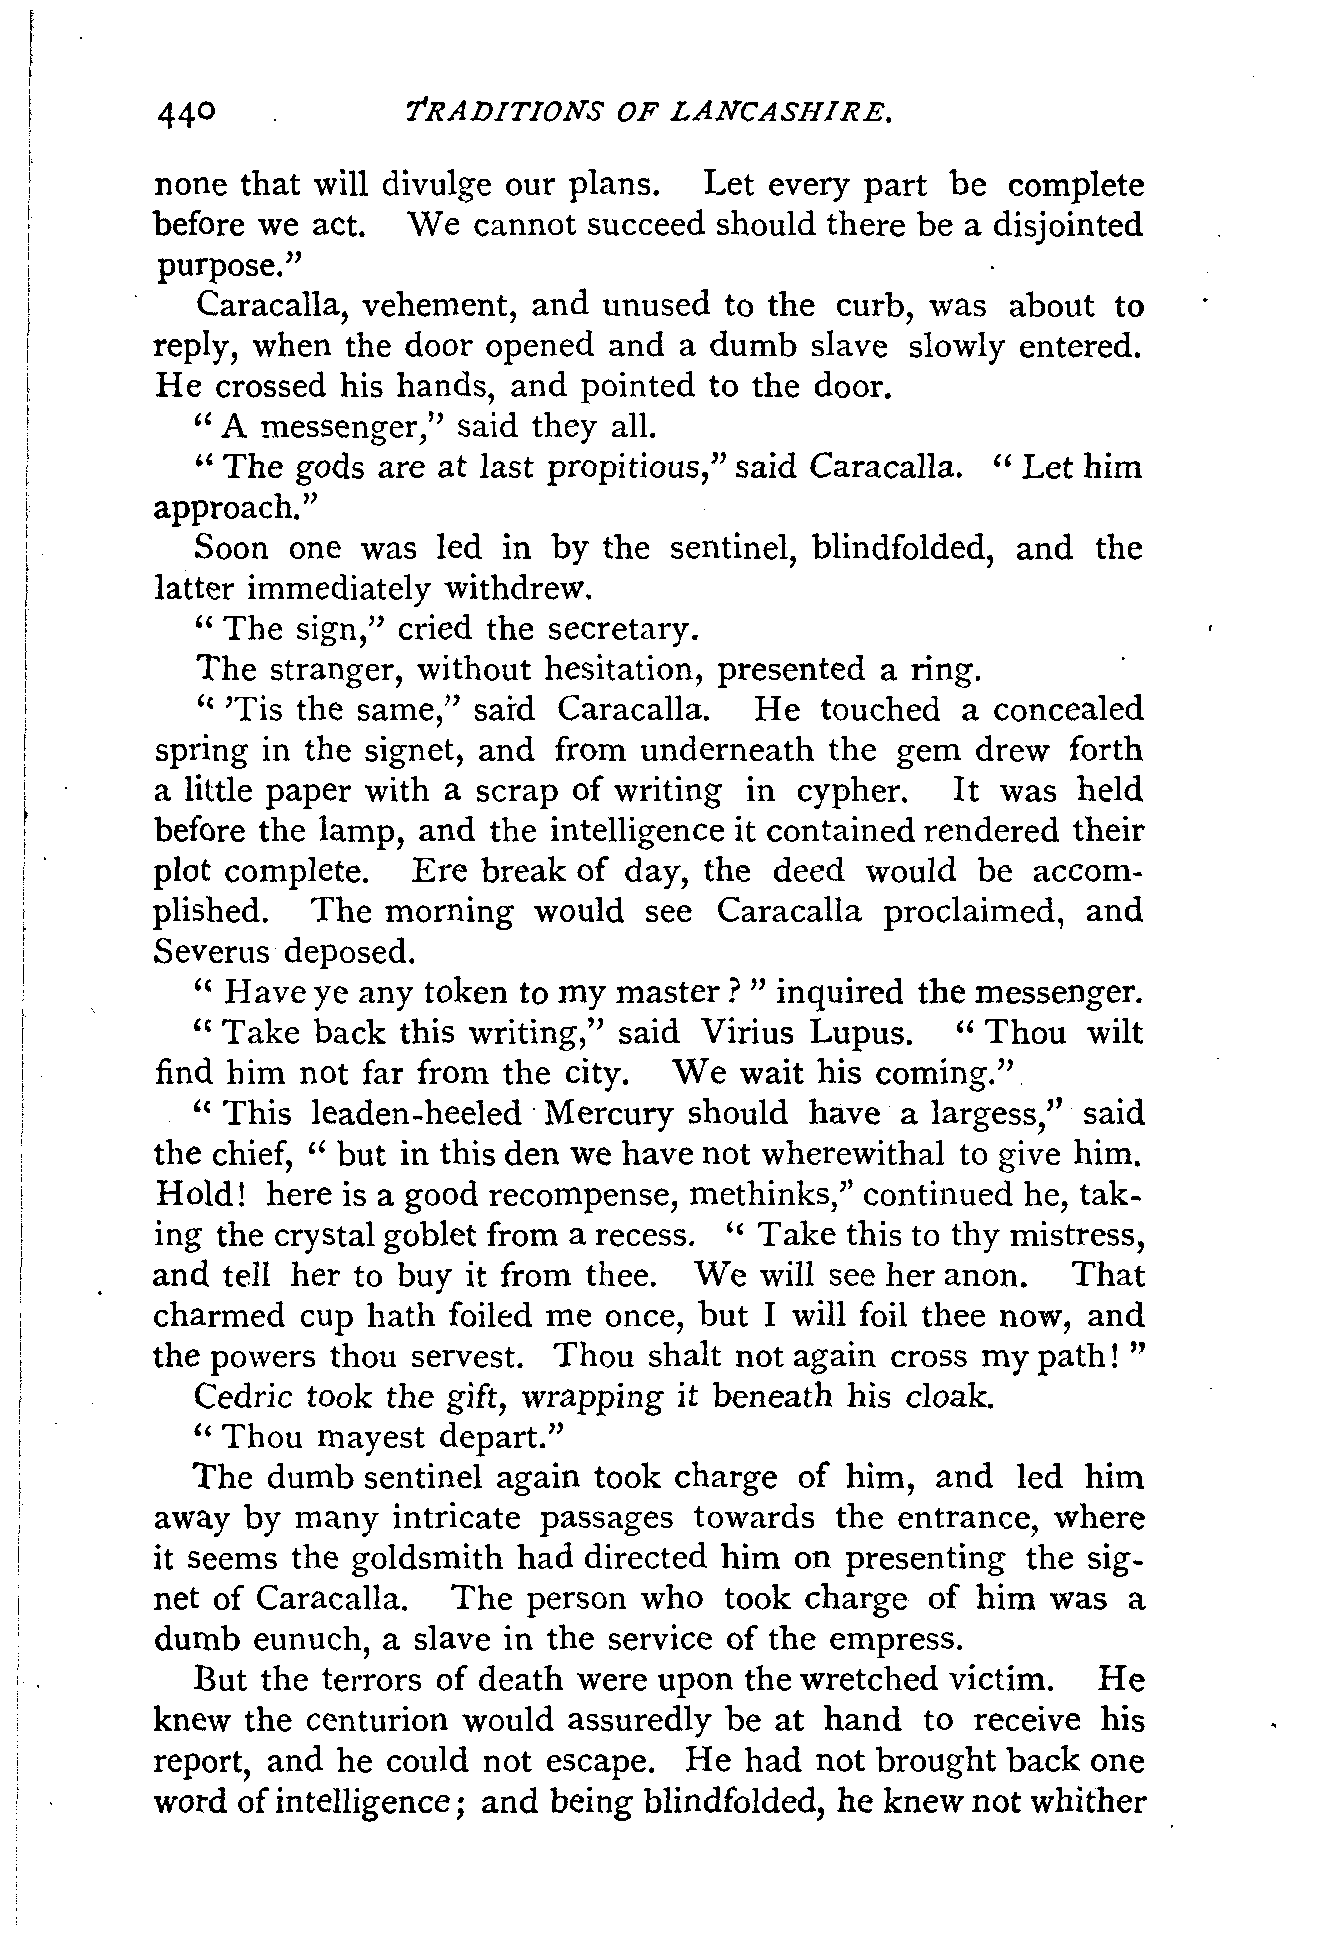 440 TRADITIONS OF LANCASHIRE.
none that will divulge our plans. Let every part be complete
before we act. We cannot succeed should there be a disjointed
purpose.”
Caracalla, vehement, and unused to the curb, was about to
reply, when the door opened and a dumb slave slowly entered.
He crossed his hands, and pointed to the door.
“ A messenger,” said they all.
“ The gods are at last propitious,” said Caracalla. “ Let him
approach.”
Soon one was led in by the sentinel, blindfolded, and the
latter immediately withdrew.
“ The sign,” cried the secretary.
The stranger, without hesitation, presented a ring.
“ ’Tis the same,” said Caracalla. He touched a concealed
spring in the signet, and from underneath the gem drew forth
a little paper with a scrap of writing in cypher. It was held
before the lamp, and the intelligence it contained rendered their
plot complete. Ere break of day, the deed would be accom-
plished. The morning would see Caracalla proclaimed, and
Severus deposed.
“ Have ye any token to my master ? ” inquired the messenger.
“ Take back this writing,” said Virius Lupus. “ Thou wilt
find him not far from the city. We wait his coming.”
“ This leaden-heeled Mercury should have a largess,” said
the chief, “ but in this den we have not wherewithal to give him.
Hold! here is a good recompense, methinks,” continued he, tak-
ing the crystal goblet from a recess. “ Take this to thy mistress,
and tell her to buy it from thee. We will see her anon. That
charmed cup hath foiled me once, but I will foil thee now, and
the powers thou servest. Thou shalt not again cross my path! ”
Cedric took the gift, wrapping it beneath his cloak.
“ Thou mayest depart.”
The dumb sentinel again took charge of him, and led him
away by many intricate passages towards the entrance, where
it seems the goldsmith had directed him on presenting the sig-
net of Caracalla. The person who took charge of him was a
dumb eunuch, a slave in the service of the empress.
But the terrors of death were upon the wretched victim. He
knew the centurion would assuredly be at hand to receive his
report, and he could not escape. He had not brought back one
word of intelligence; and being blindfolded, he knew not whither